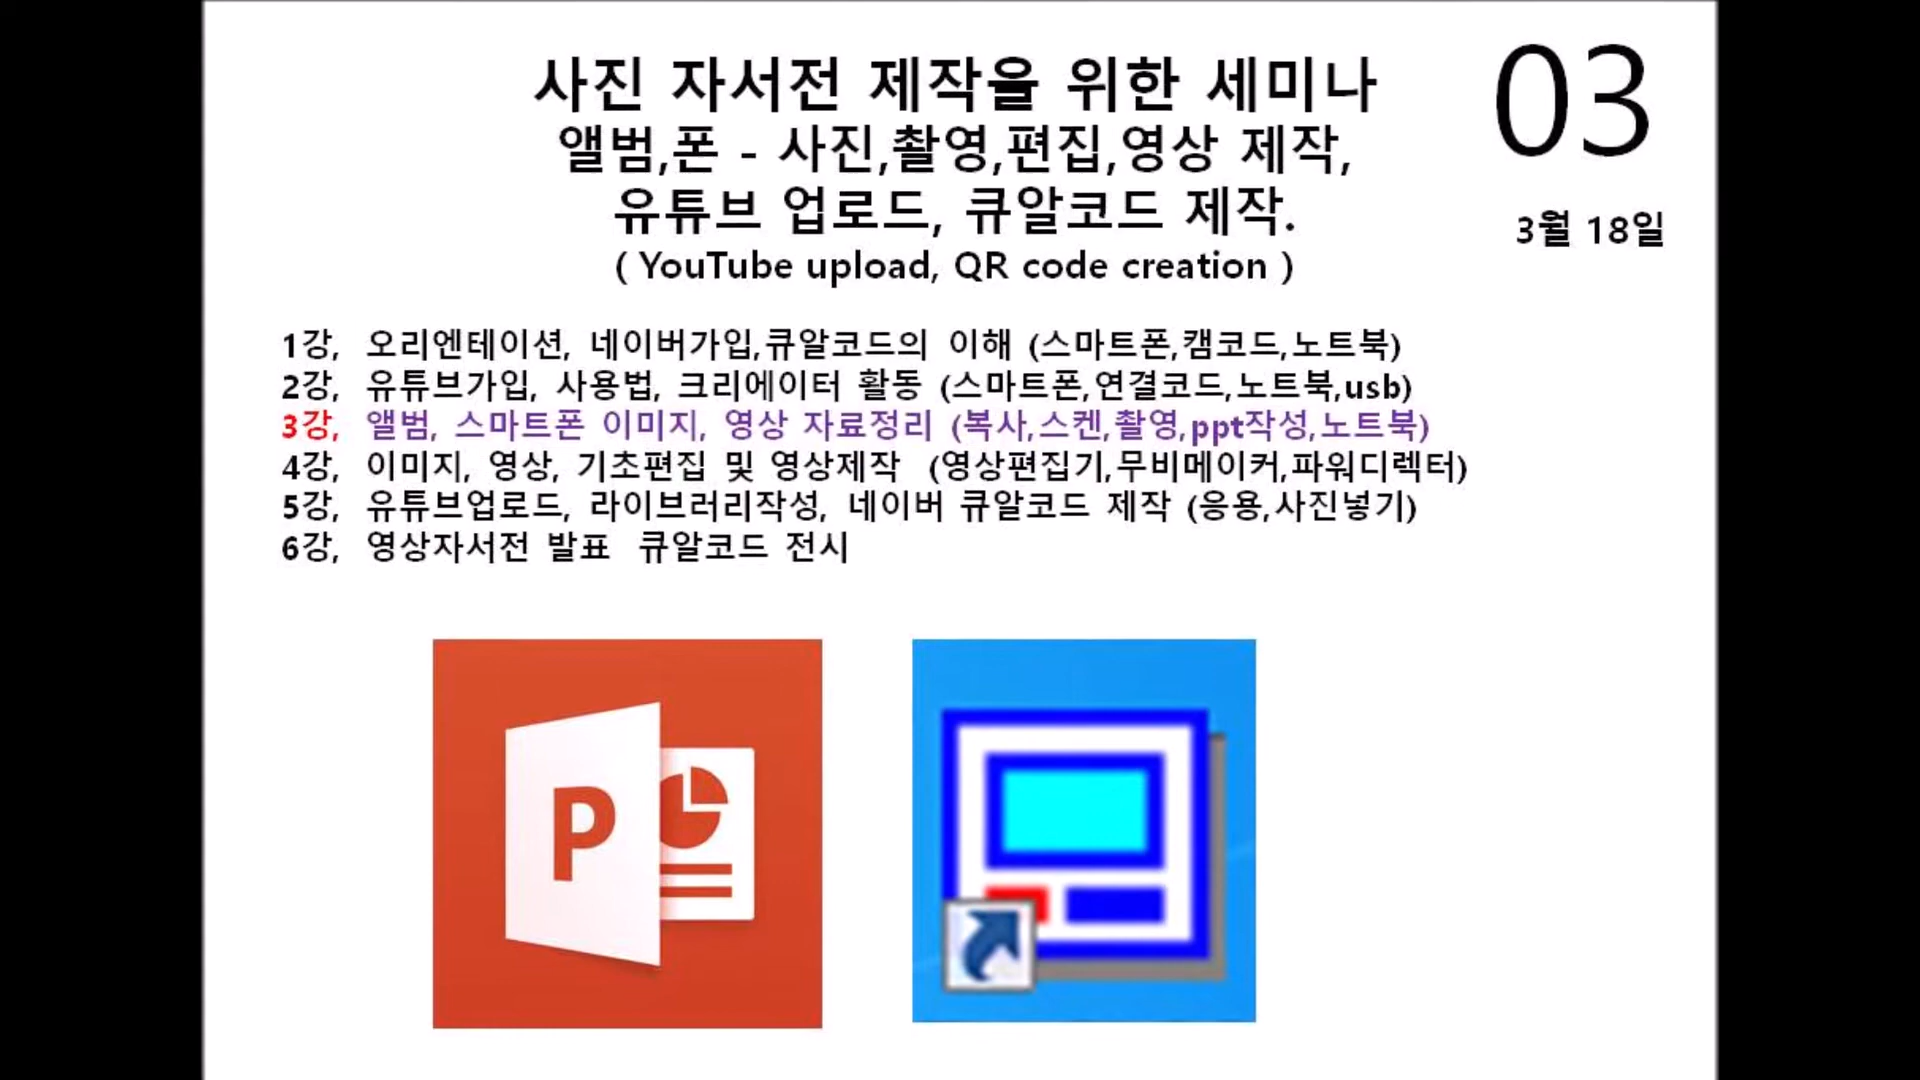 사진 자서전 제작을 위한 세미나
앨범,폰 - 사진,촬영,편집,영상 제작,
유튜브 업로드, 큐알코드 제작.
( YouTube upload, QR code creation )
03
3월 18일
1강, 오리엔테이션, 네이버가입,큐알코드의 이해 (스마트폰,캠코드,노트북)
2강, 유튜브가입, 사용법, 크리에이터 활동 (스마트폰,연결코드,노트북,usb)
3강, 앨범, 스마트폰 이미지, 영상 자료정리 (복사,스켄,촬영,ppt작성,노트북)
4강, 이미지, 영상, 기초편집 및 영상제작 (영상편집기,무비메이커,파워디렉터)
5강, 유튜브업로드, 라이브러리작성, 네이버 큐알코드 제작 (응용,사진넣기)
6강, 영상자서전 발표 큐알코드 전시
P